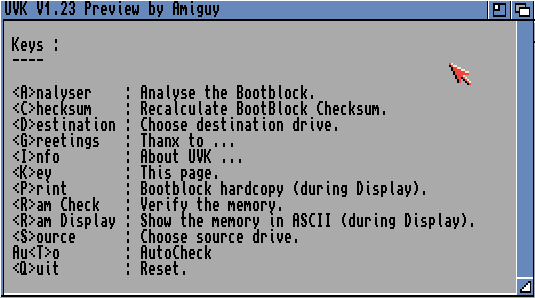 UVK V1.23 Preview by Amiguy
Keys :
----
<A>nalyser : Analyse the Bootblock.
<C>hecksum : Recalculate BootBlock Checksum.
<D>estination : Choose destination drive.
<G>reetings : Thanx to ...
<I>nfo : About UVK ...
<K>ey : This page.
<P>rint : Bootblock hardcopy (during Display).
<R>am Check : Verify the memory.
<R>am Display : Show the memory in ASCII (during Display).
<S>ource : Choose source drive.
Au<T>o : AutoCheck
<Q>uit : Reset.